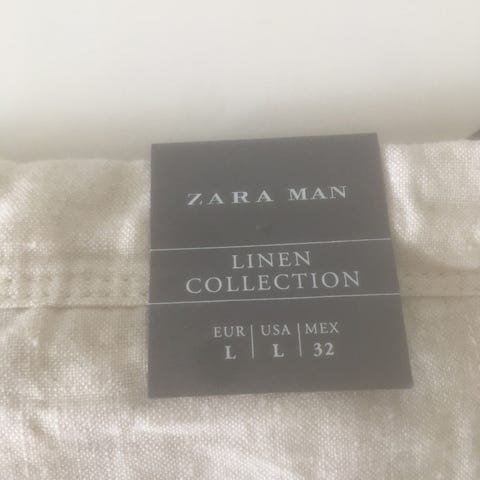 ZARA MAN
LINEN
COLLECTION
EUR | USA | MEX
L | L | 32